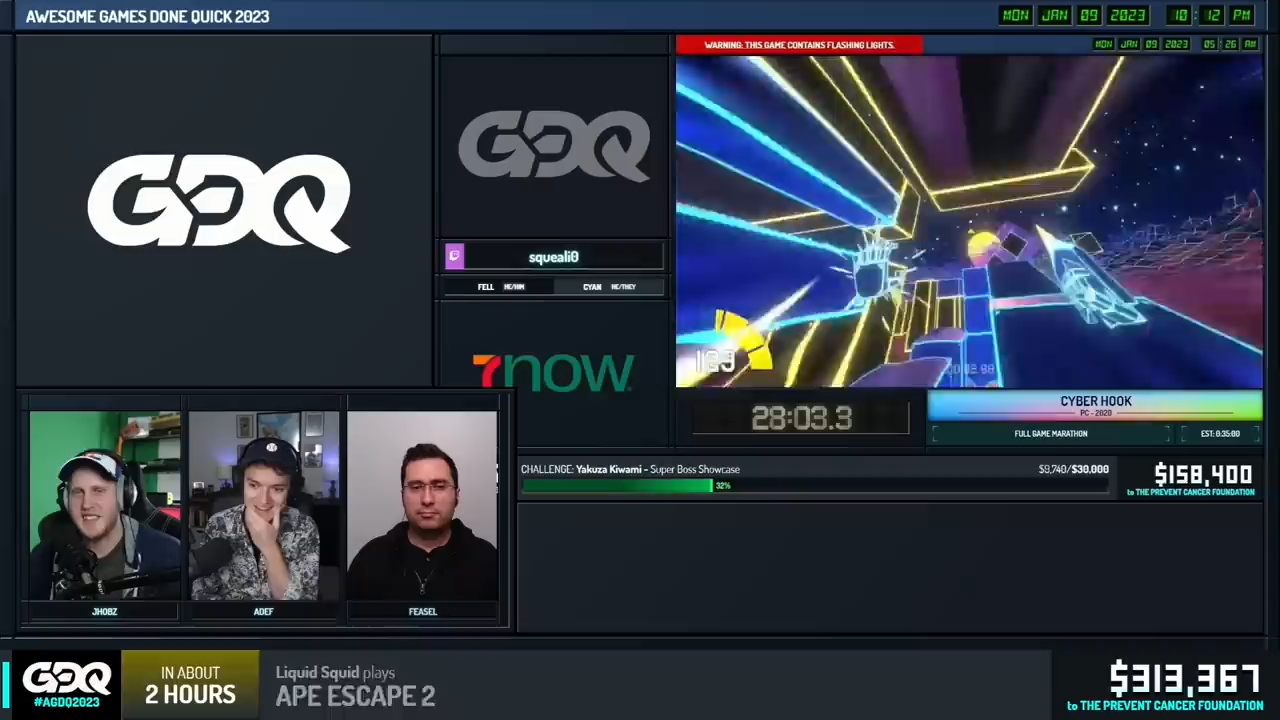 AWESOME GAMES DONE QUICK 2023
MON JAN 09 2023 10:12 PM
GDQ
GDQ
squeali0
FELL HE/HIM CYAN HE/THEY
7NOW
WARNING: THIS GAME CONTAINS FLASHING LIGHTS.
MON JAN 09 2023 05:26 AM
28:03.3
CYBER HOOK
PC - 2020
FULL GAME MARATHON
EST: 0:35:00
CHALLENGE: Yakuza Kiwami - Super Boss Showcase
$9,740/$30,000
32%
$158,400
to THE PREVENT CANCER FOUNDATION
JHOBZ
ADEF
FEASEL
GDQ
#AGDQ2023
IN ABOUT
2 HOURS
Liquid Squid plays
APE ESCAPE 2
$313,367
to THE PREVENT CANCER FOUNDATION